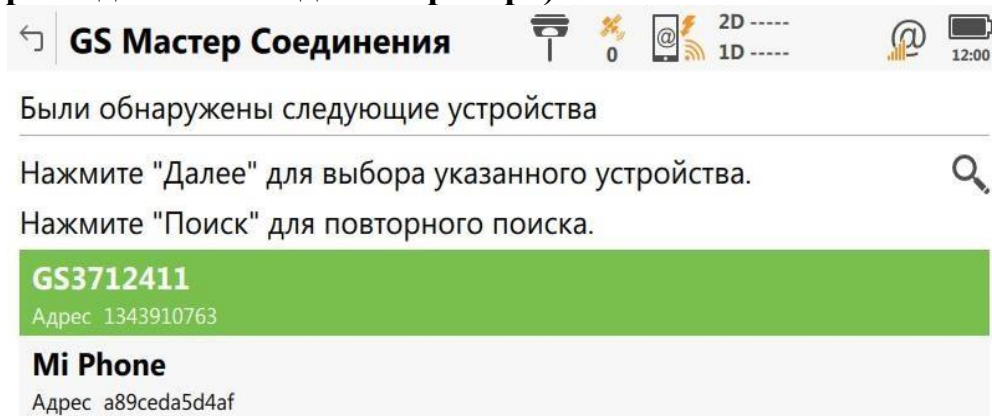 GS Мастер Соединения
0
2D -----
1D -----
12:00
Были обнаружены следующие устройства
Нажмите "Далее" для выбора указанного устройства.
Нажмите "Поиск" для повторного поиска.
GS3712411
Адрес 1343910763
Mi Phone
Адрес a89ceda5d4af